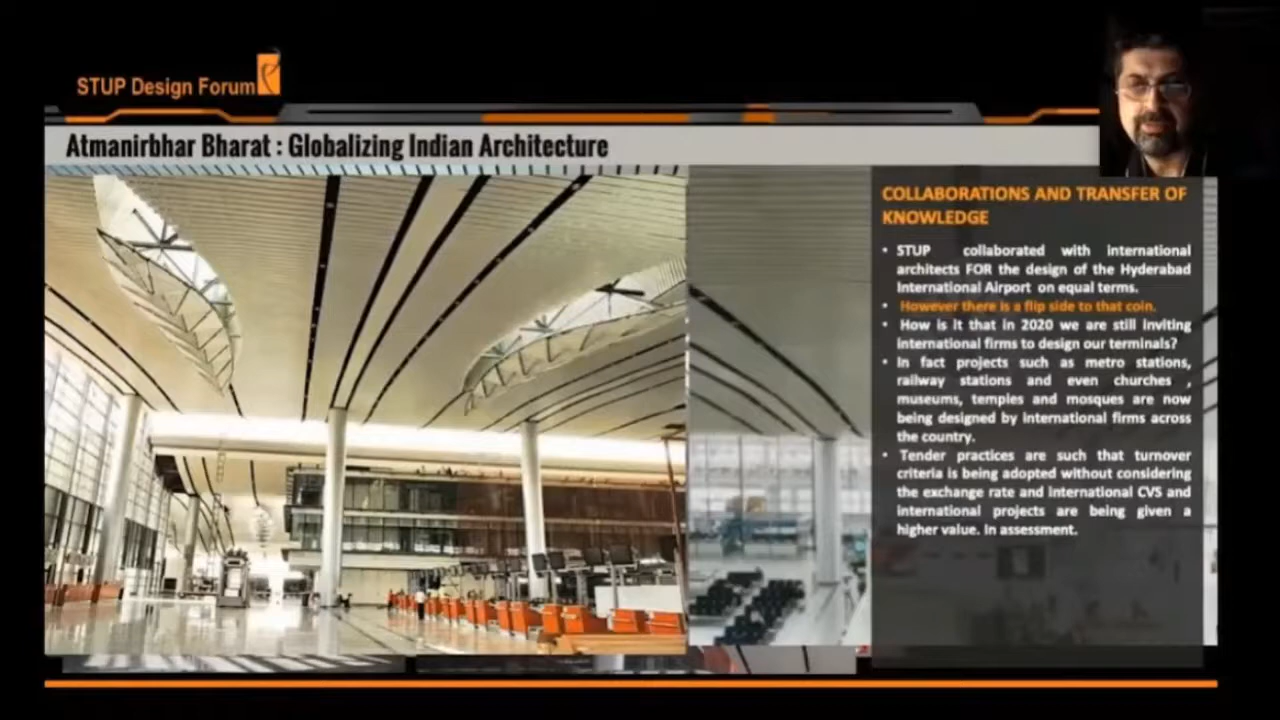 STUP Design Forum
Atmanirbhar Bharat : Globalizing Indian Architecture
COLLABORATIONS AND TRANSFER OF
KNOWLEDGE
• STUP collaborated with international
architects FOR the design of the Hyderabad
International Airport on equal terms.
• However there is a flip side to that coin.
• How is it that in 2020 we are still inviting
international firms to design our terminals?
• In fact projects such as metro stations,
railway stations and even churches ,
museums, temples and mosques are now
being designed by international firms across
the country.
• Tender practices are such that turnover
criteria is being adopted without considering
the exchange rate and International CVS and
international projects are being given a
higher value. In assessment.